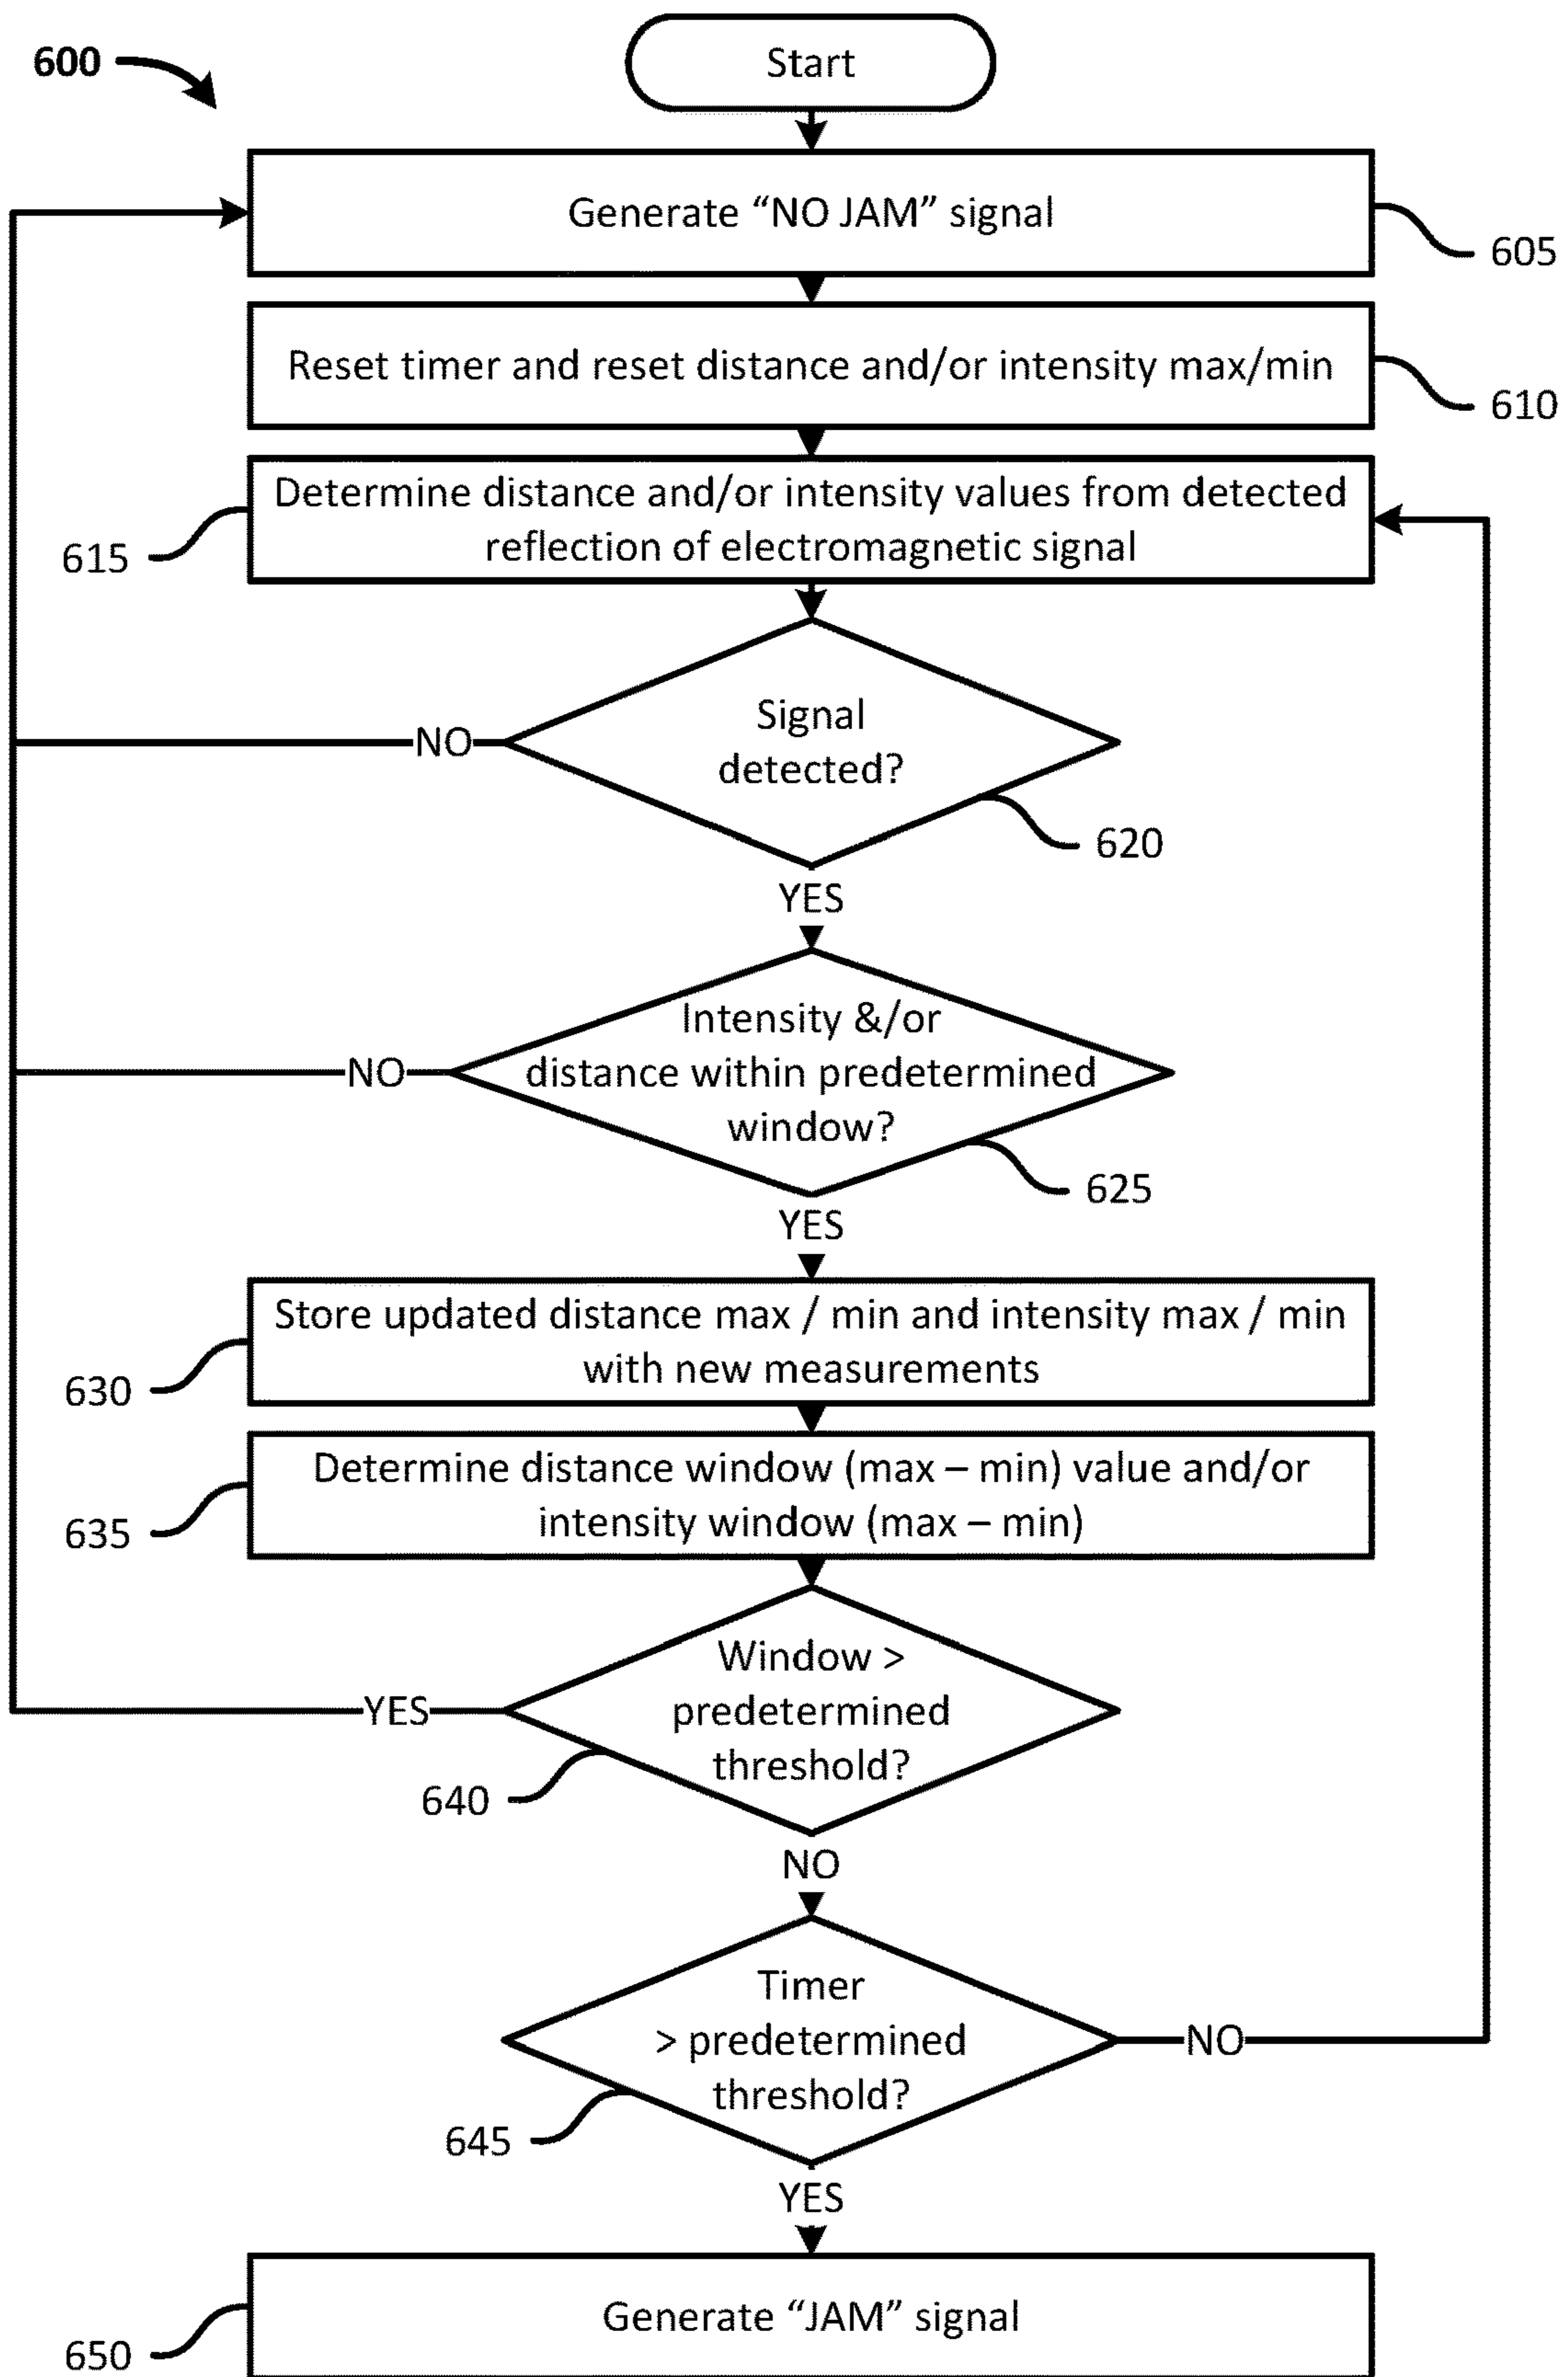 600
Start
Generate “NO JAM” signal
605
Reset timer and reset distance and/or intensity max/min
610
Determine distance and/or intensity values from detected
reflection of electromagnetic signal
615
Signal
detected?
NO
620
YES
Intensity &/or
distance within predetermined
window?
NO
625
YES
Store updated distance max / min and intensity max / min
with new measurements
630
Determine distance window (max – min) value and/or
intensity window (max – min)
635
Window >
predetermined
threshold?
YES
640
NO
Timer
> predetermined
threshold?
NO
645
YES
Generate “JAM” signal
650